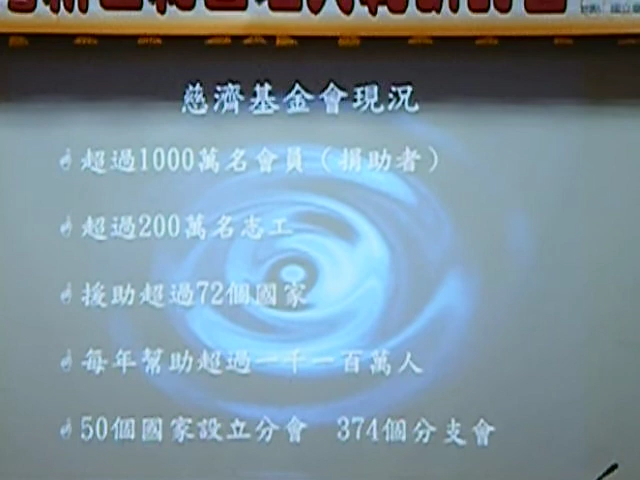 慈濟基金會現況
超過1000萬名會員（捐助者）
超過200萬名志工
援助超過72個國家
每年幫助超過一千一百萬人
50個國家設立分會 374個分支會